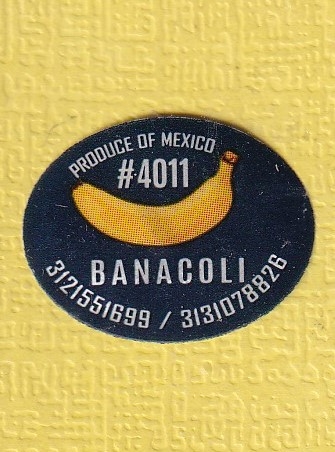 PRODUCE OF MEXICO
#4011
BANACOLI
3121551699 / 3131078826